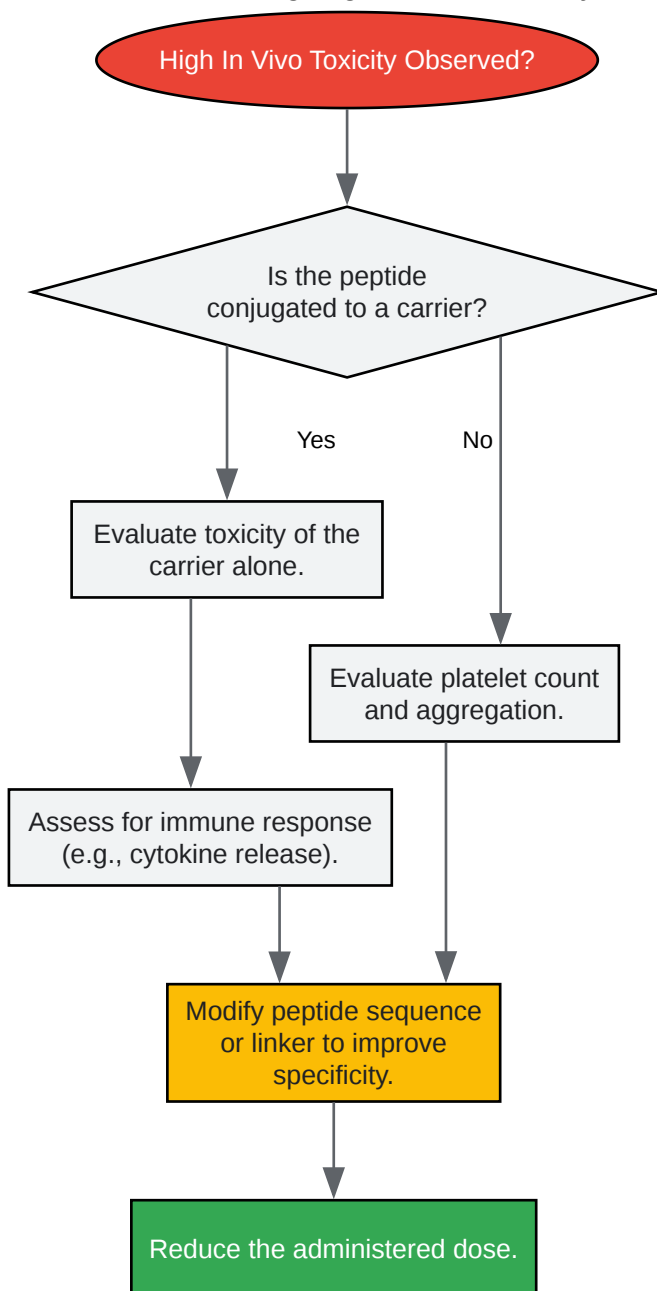 High In Vivo Toxicity Observed?
Is the peptide
conjugated to a carrier?
Yes
No
Evaluate toxicity of the
carrier alone.
Evaluate platelet count
and aggregation.
Assess for immune response
(e.g., cytokine release).
Modify peptide sequence
or linker to improve
specificity.
Reduce the administered dose.